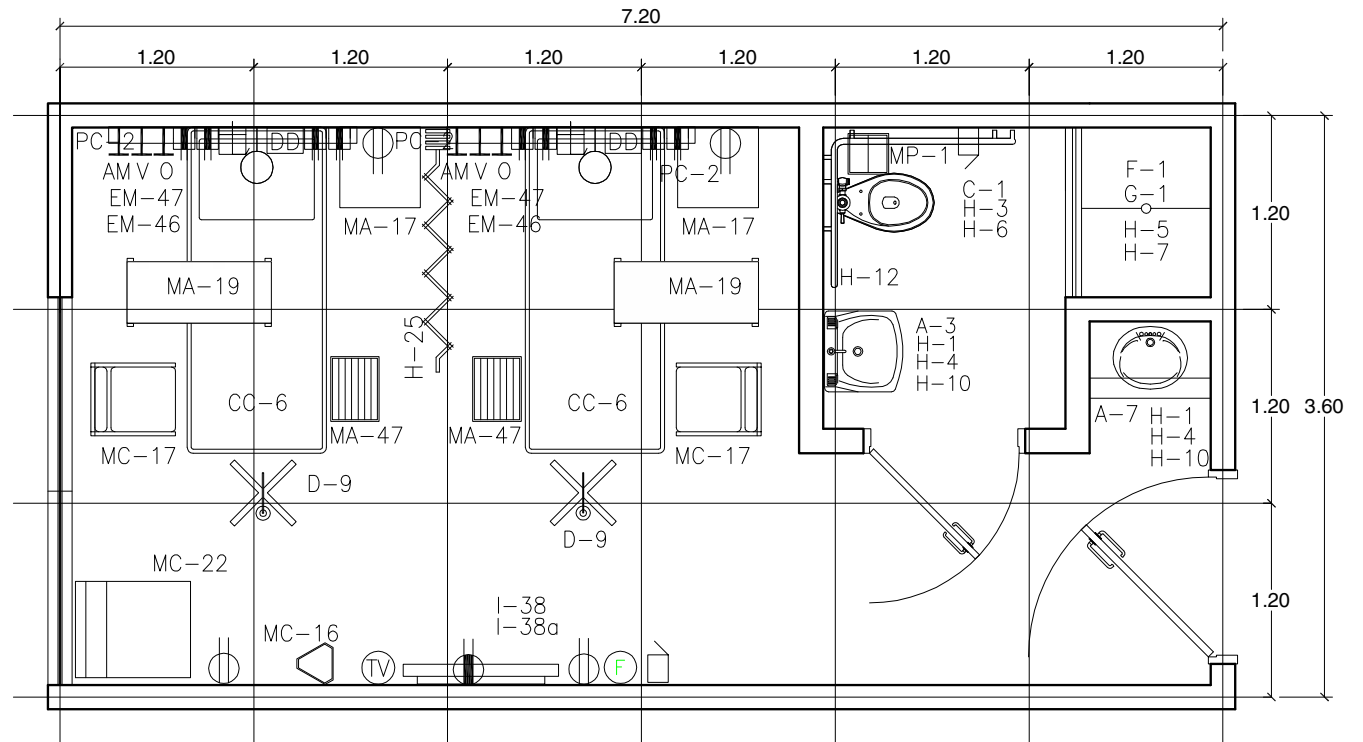 7.20
1.20 1.20 1.20 1.20 1.20 1.20
DD
DD
AM V O
EM-47
EM-46
MA-17
AM V O
EM-47
EM-46
PC-2
MA-17
MP-1
C-1
H-3
H-6
F-1
G-1
H-5
H-7
1.20
MA-19
MA-19
H-12
H-25
A-3
H-1
H-4
H-10
CC-6
CC-6
MA-47
MA-47
MC-17
MC-17
A-7
H-1
H-4
H-10
1.20
3.60
D-9
D-9
MC-22
I-38
I-38a
MC-16
TV
F
1.20